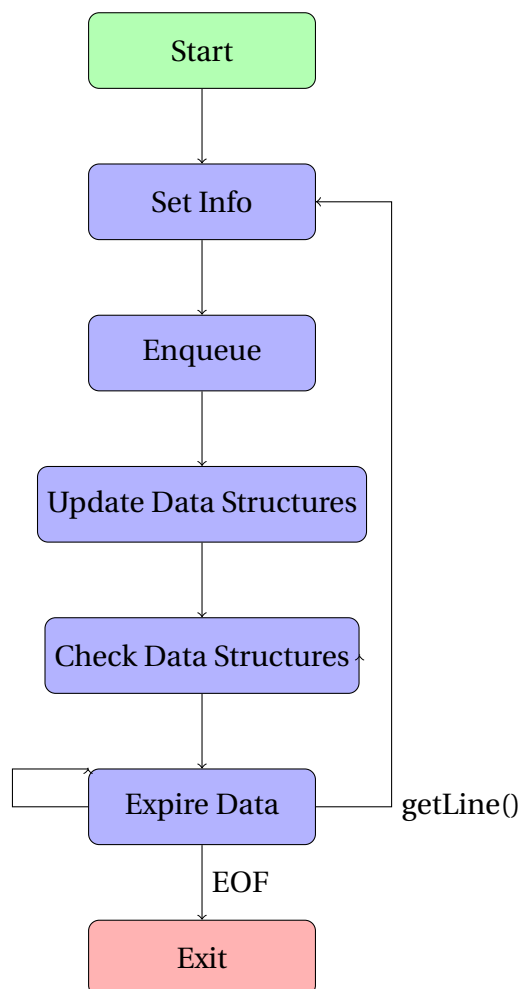 Start
Set Info
Enqueue
Update Data Structures
Check Data Structures
Expire Data
getLine()
EOF
Exit